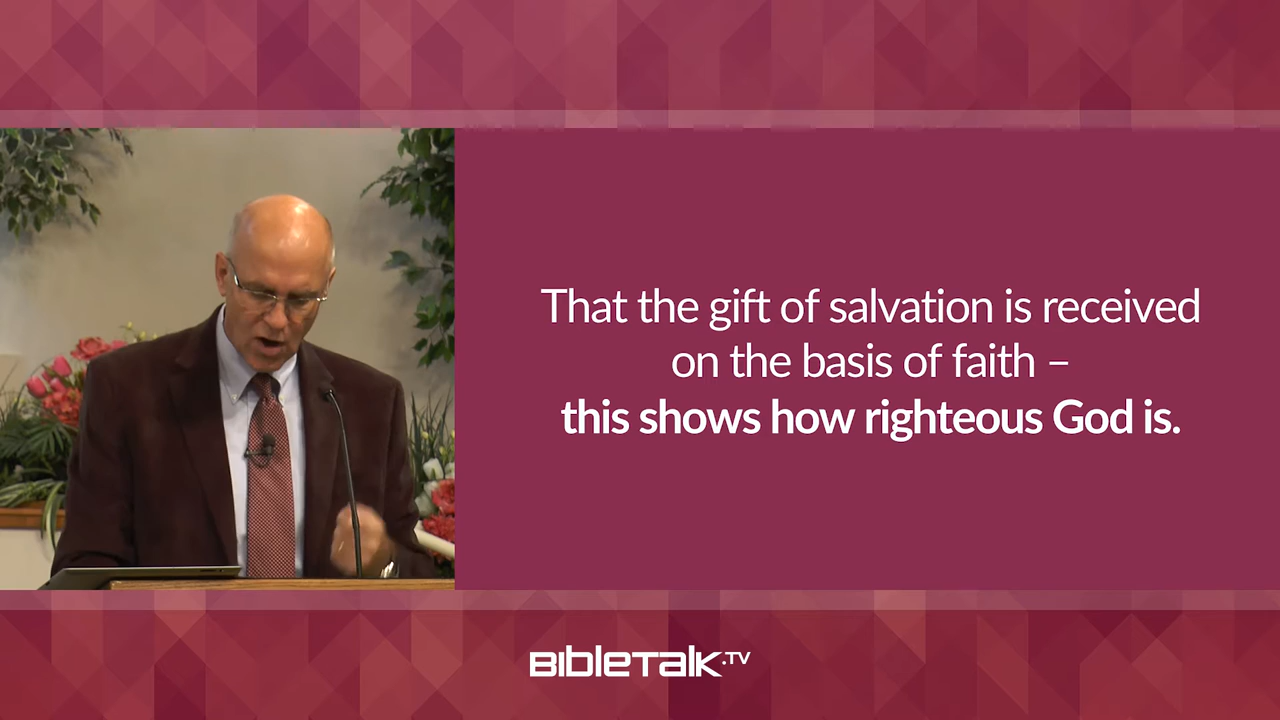 That the gift of salvation is received
on the basis of faith –
this shows how righteous God is.
BIBLETALK.TV